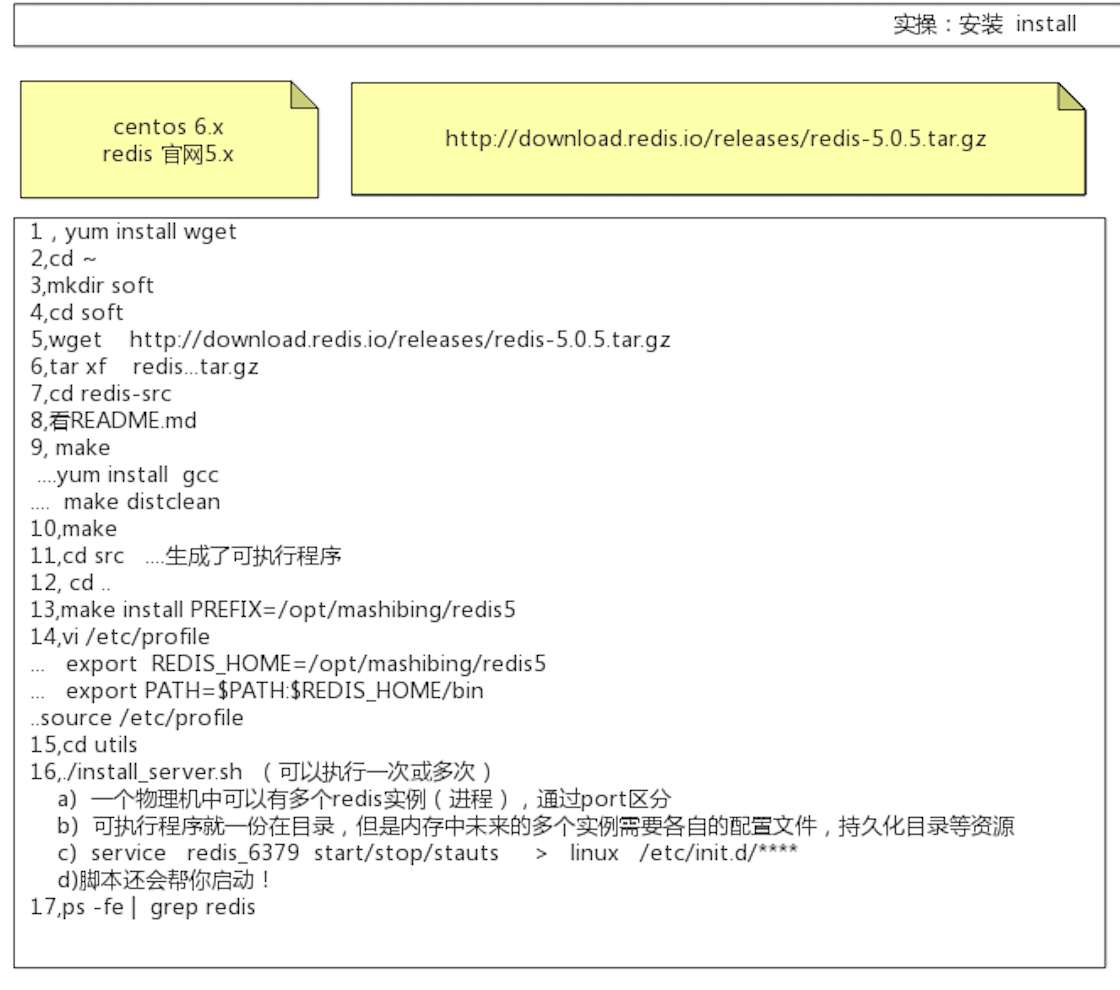 实操：安装 install
centos 6.x
redis 官网5.x
http://download.redis.io/releases/redis-5.0.5.tar.gz
1，yum install wget
2,cd ~
3,mkdir soft
4,cd soft
5,wget    http://download.redis.io/releases/redis-5.0.5.tar.gz
6,tar xf    redis...tar.gz
7,cd redis-src
8,看README.md
9, make
....yum install  gcc
....  make distclean
10,make
11,cd src   ....生成了可执行程序
12, cd ..
13,make install PREFIX=/opt/mashibing/redis5
14,vi /etc/profile
...   export  REDIS_HOME=/opt/mashibing/redis5
...   export PATH=$PATH:$REDIS_HOME/bin
..source /etc/profile
15,cd utils
16,./install_server.sh （可以执行一次或多次）
a)  一个物理机中可以有多个redis实例（进程），通过port区分
b)  可执行程序就一份在目录，但是内存中未来的多个实例需要各自的配置文件，持久化目录等资源
c)  service   redis_6379  start/stop/stauts     >   linux   /etc/init.d/****
d)脚本还会帮你启动！
17,ps -fe |  grep redis